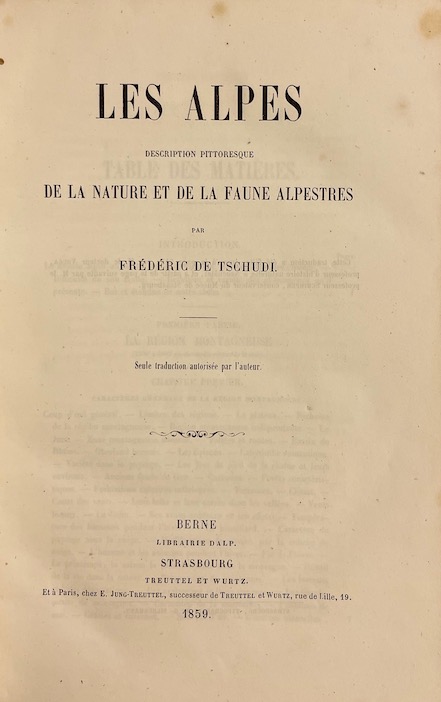 LES ALPES
DESCRIPTION PITTORESQUE
DE LA NATURE ET DE LA FAUNE ALPESTRES
PAR
FRÉDÉRIC DE TSCHUDI.
Seule traduction autorisée par l'auteur.
BERNE
LIBRAIRIE DALP.
STRASBOURG
TREUTTEL ET WURTZ.
Et à Paris, chez E. JUNG-TREUTTEL, successeur de TREUTTEL et WURTZ, rue de Lille, 19.
1859.